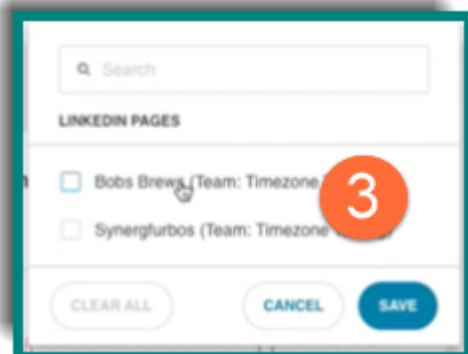 Search
LINKEDIN PAGES
Bobs Brews (Team: Timezone
3
Synergfurbos (Team: Timezone
CLEAR ALL
CANCEL
SAVE